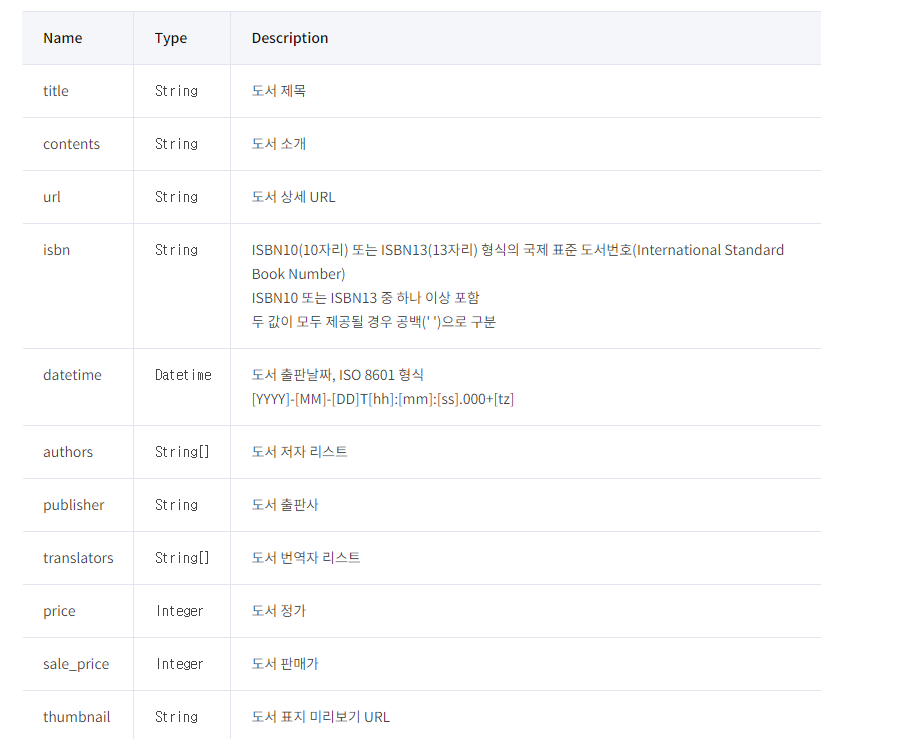 Name Type Description
title String 도서 제목
contents String 도서 소개
url String 도서 상세 URL
isbn String ISBN10(10자리) 또는 ISBN13(13자리) 형식의 국제 표준 도서번호(International Standard
Book Number)
ISBN10 또는 ISBN13 중 하나 이상 포함
두 값이 모두 제공될 경우 공백(' ')으로 구분
datetime Datetime 도서 출판날짜, ISO 8601 형식
[YYYY]-[MM]-[DD]T[hh]:[mm]:[ss].000+[tz]
authors String[] 도서 저자 리스트
publisher String 도서 출판사
translators String[] 도서 번역자 리스트
price Integer 도서 정가
sale_price Integer 도서 판매가
thumbnail String 도서 표지 미리보기 URL